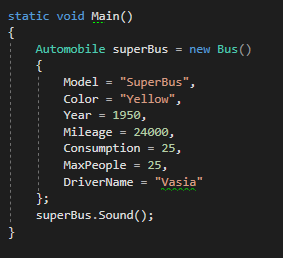 static void Main()
{
Automobile superBus = new Bus()
{
Model = "SuperBus",
Color = "Yellow",
Year = 1950,
Mileage = 24000,
Consumption = 25,
MaxPeople = 25,
DriverName = "Vasia"
};
superBus.Sound();
}